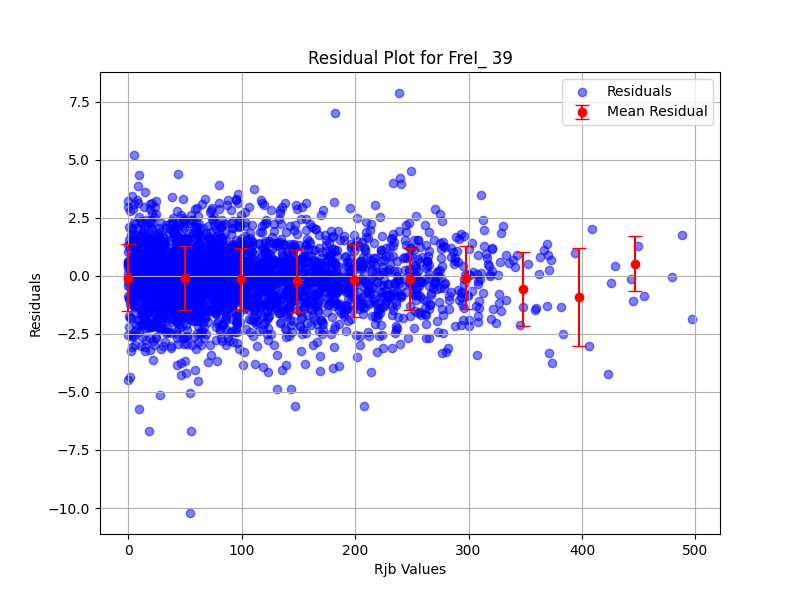 Residual Plot for FreI_ 39
Residuals
Mean Residual
7.5
5.0
2.5
0.0
−2.5
−5.0
−7.5
−10.0
Residuals
0 100 200 300 400 500
Rjb Values